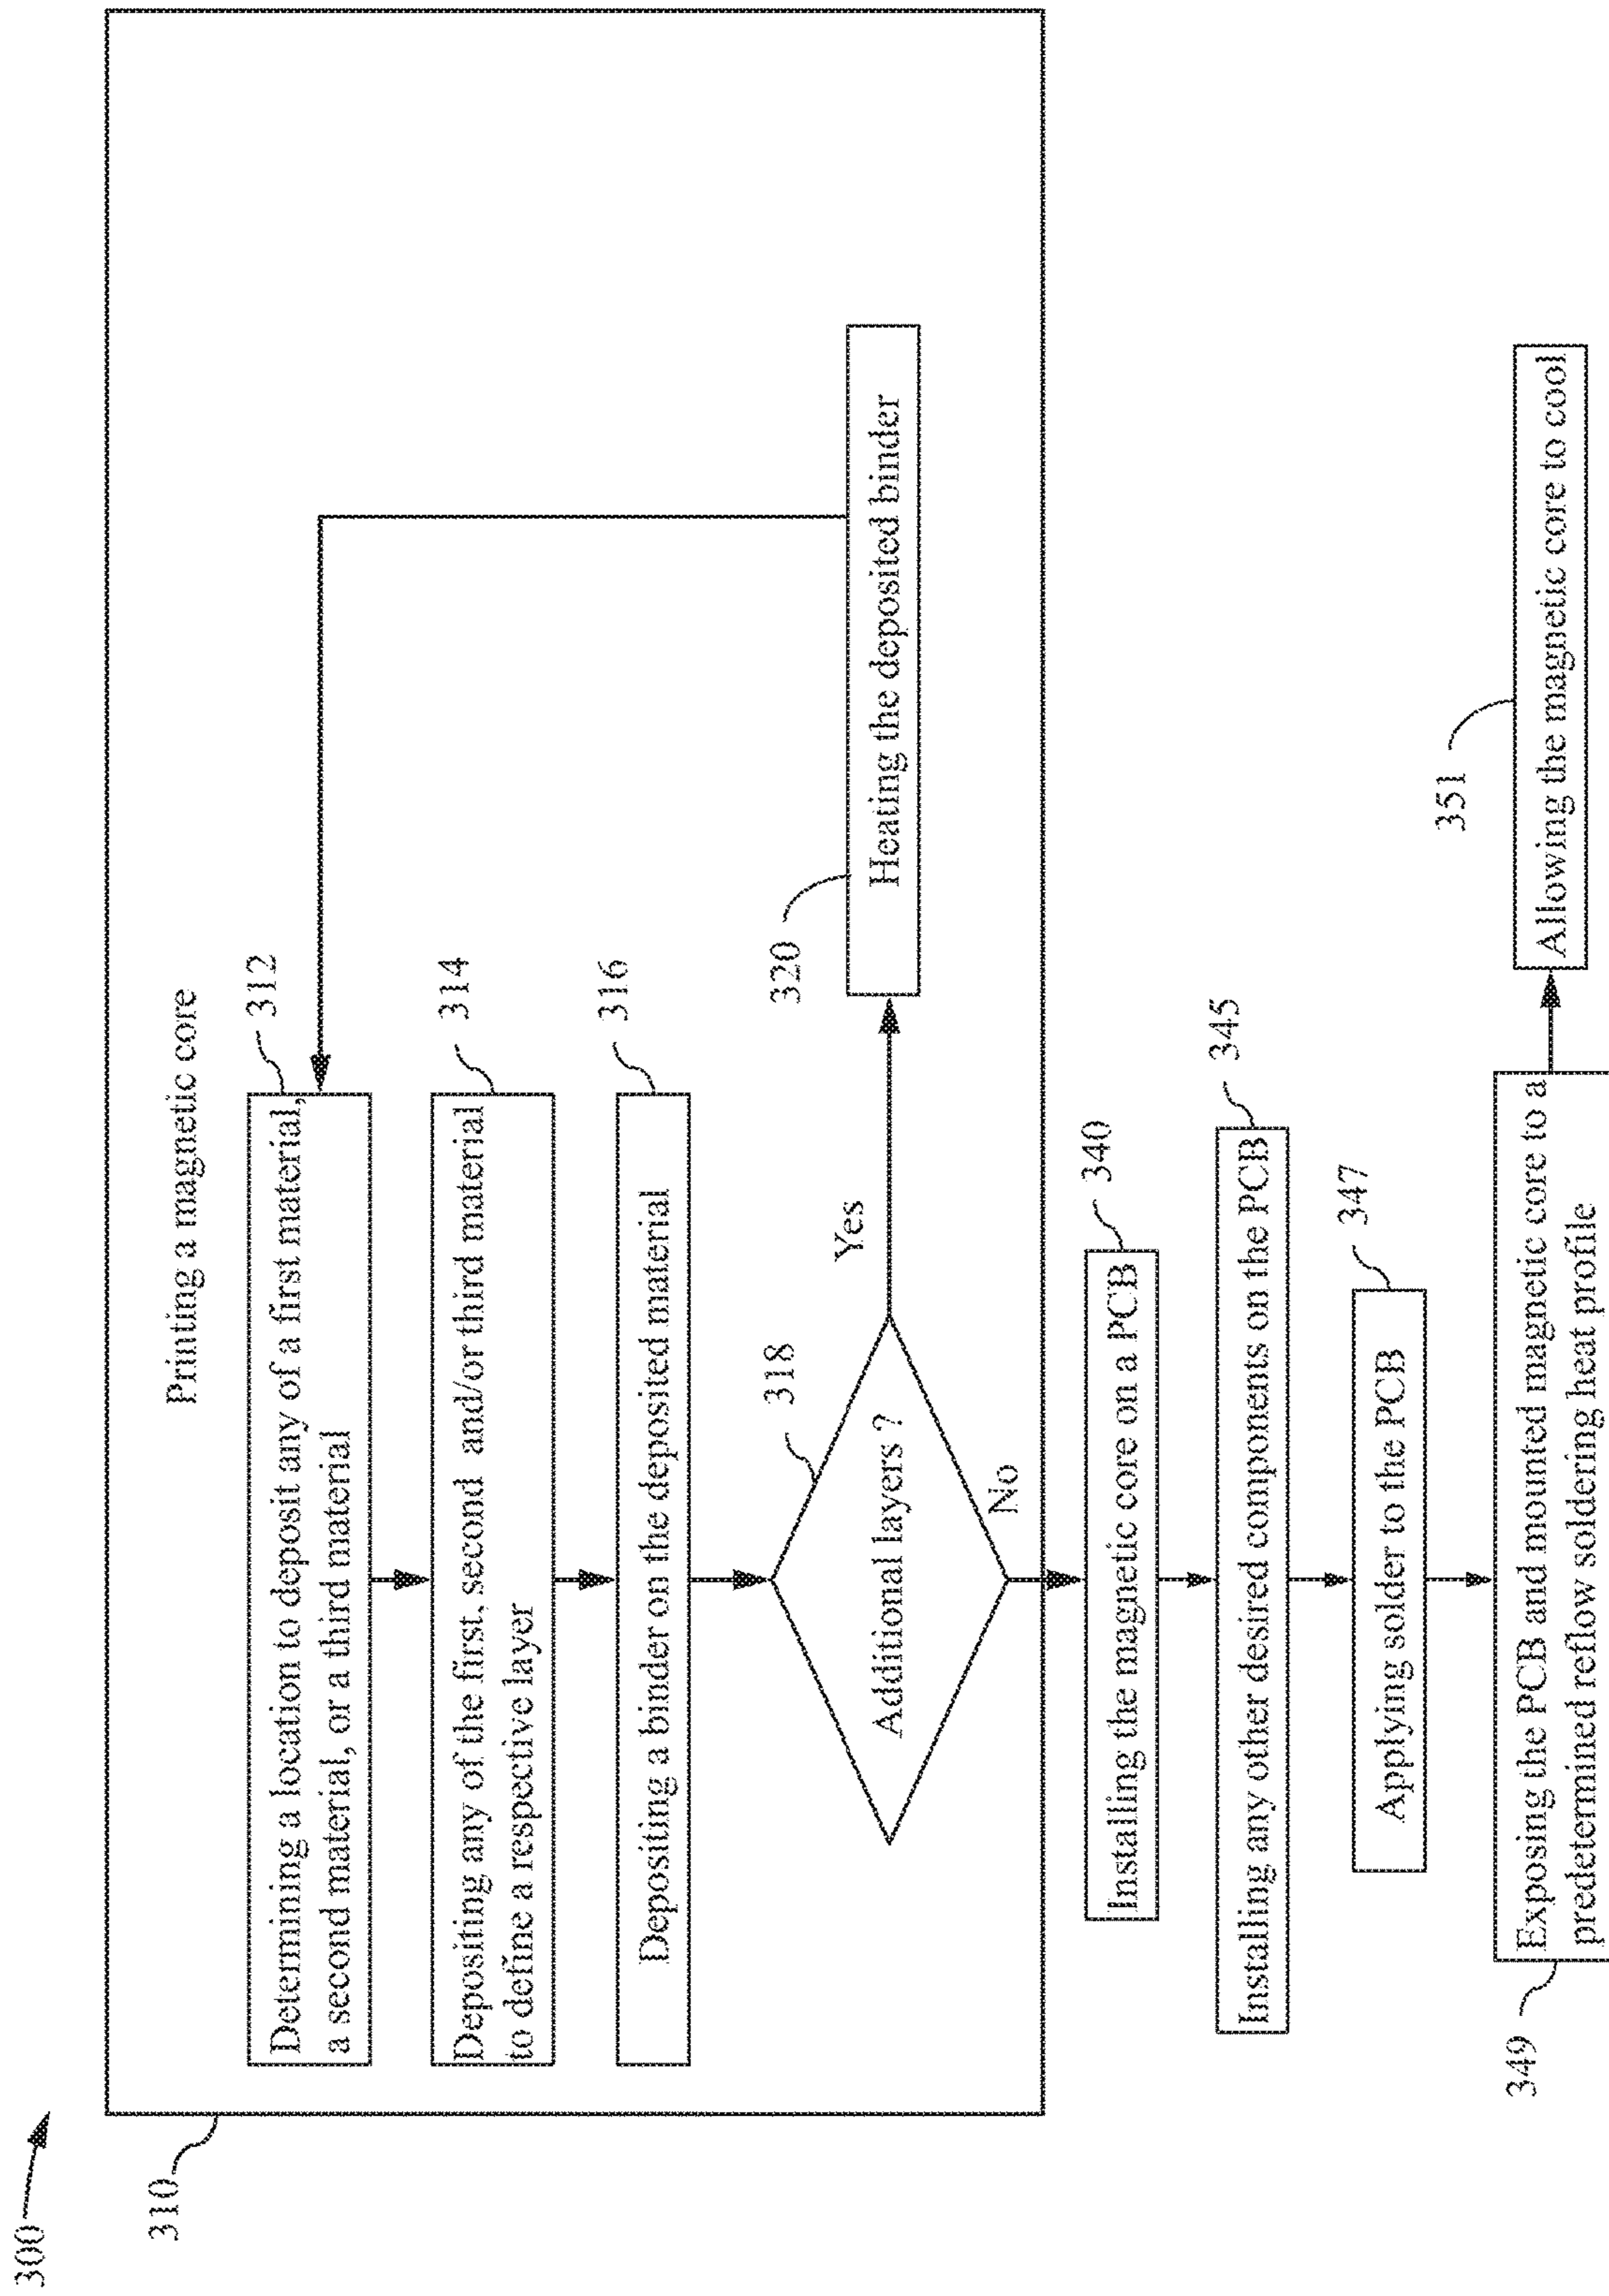 300
310
Printing a magnetic core
312
Determining a location to deposit any of a first material,
a second material, or a third material
314
Depositing any of the first, second and/or third material
to define a respective layer
316
Depositing a binder on the deposited material
318
Additional layers ?
Yes
320
Heating the deposited binder
No
340
Installing the magnetic core on a PCB
345
Installing any other desired components on the PCB
347
Applying solder to the PCB
349
Exposing the PCB and mounted magnetic core to a
predetermined reflow soldering heat profile
351
Allowing the magnetic core to cool